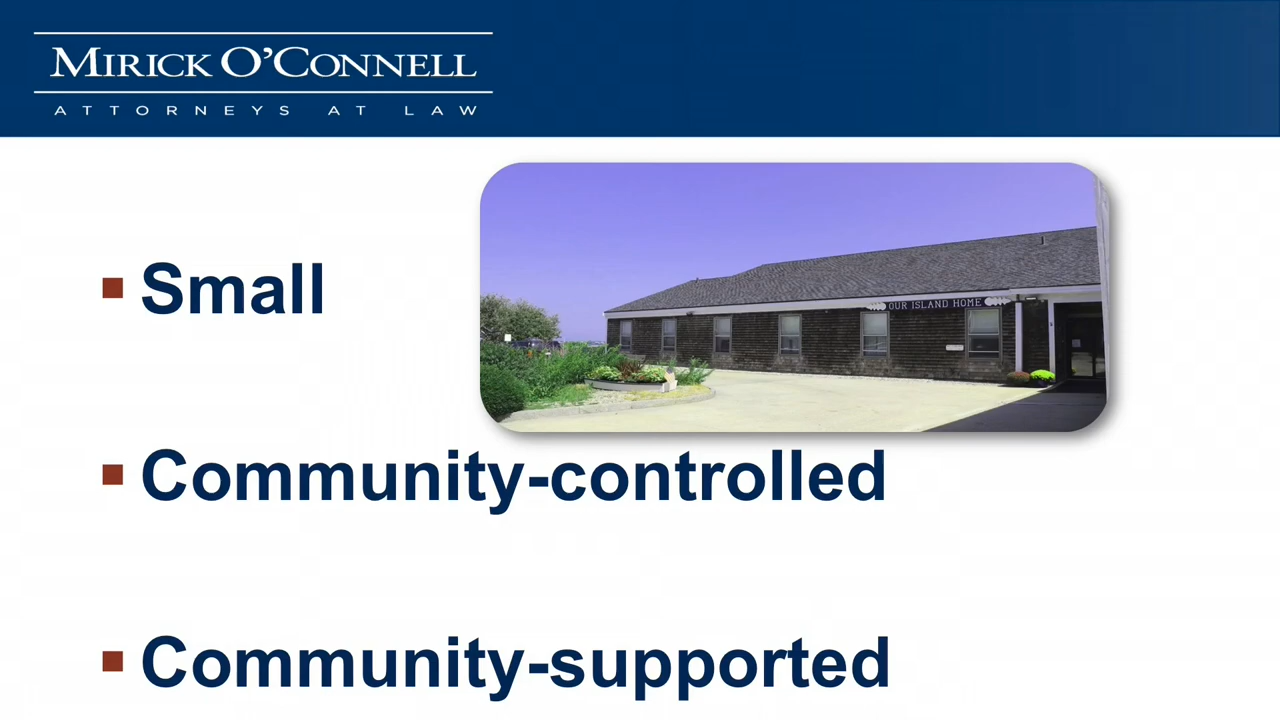 MIRICK O'CONNELL
ATTORNEYS AT LAW
OUR ISLAND HOME
▪ Small
▪ Community-controlled
▪ Community-supported